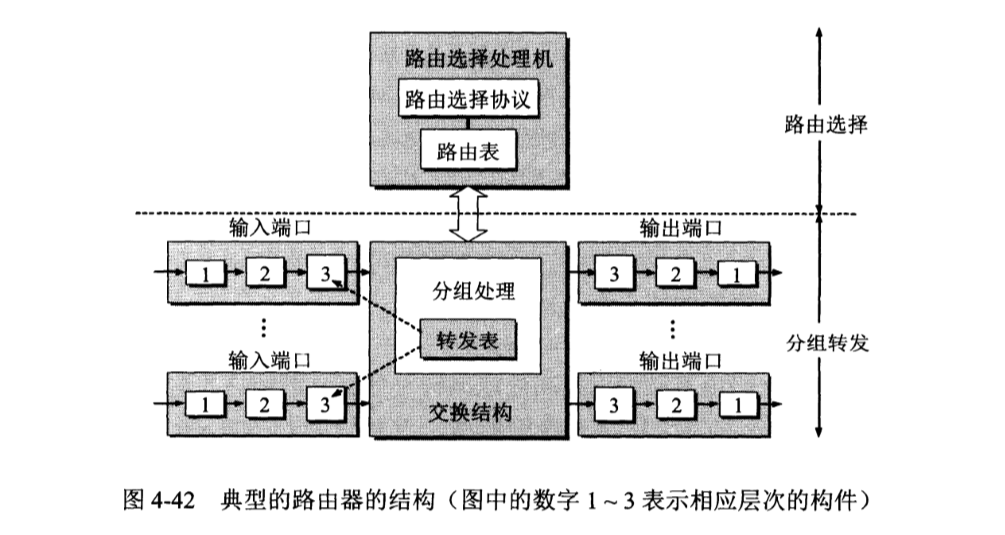 路由选择处理机
路由选择协议
路由表
路由选择
输入端口
输出端口
1
2
3
3
2
1
分组处理
转发表
⋮
⋮
分组转发
输入端口
输出端口
1
2
3
3
2
1
交换结构
图 4-42 典型的路由器的结构（图中的数字 1 ~ 3 表示相应层次的构件）